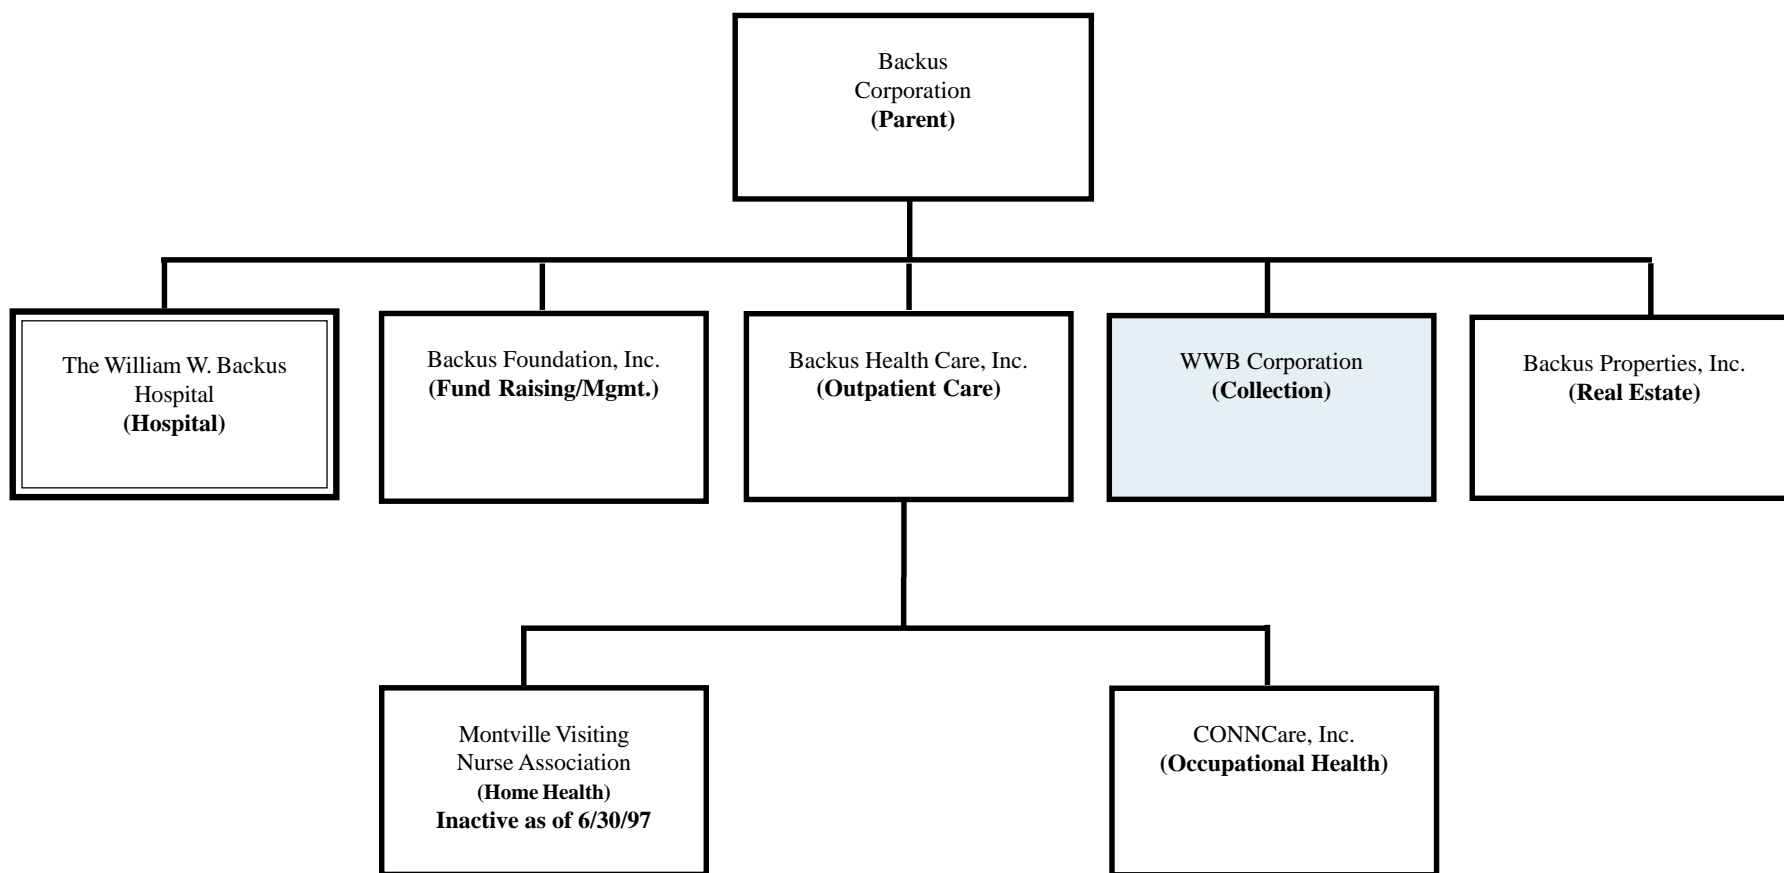 Backus
Corporation
(Parent)
The William W. Backus
Hospital
(Hospital)
Backus Foundation, Inc.
(Fund Raising/Mgmt.)
Backus Health Care, Inc.
(Outpatient Care)
WWB Corporation
(Collection)
Backus Properties, Inc.
(Real Estate)
Montville Visiting
Nurse Association
(Home Health)
Inactive as of 6/30/97
CONNCare, Inc.
(Occupational Health)